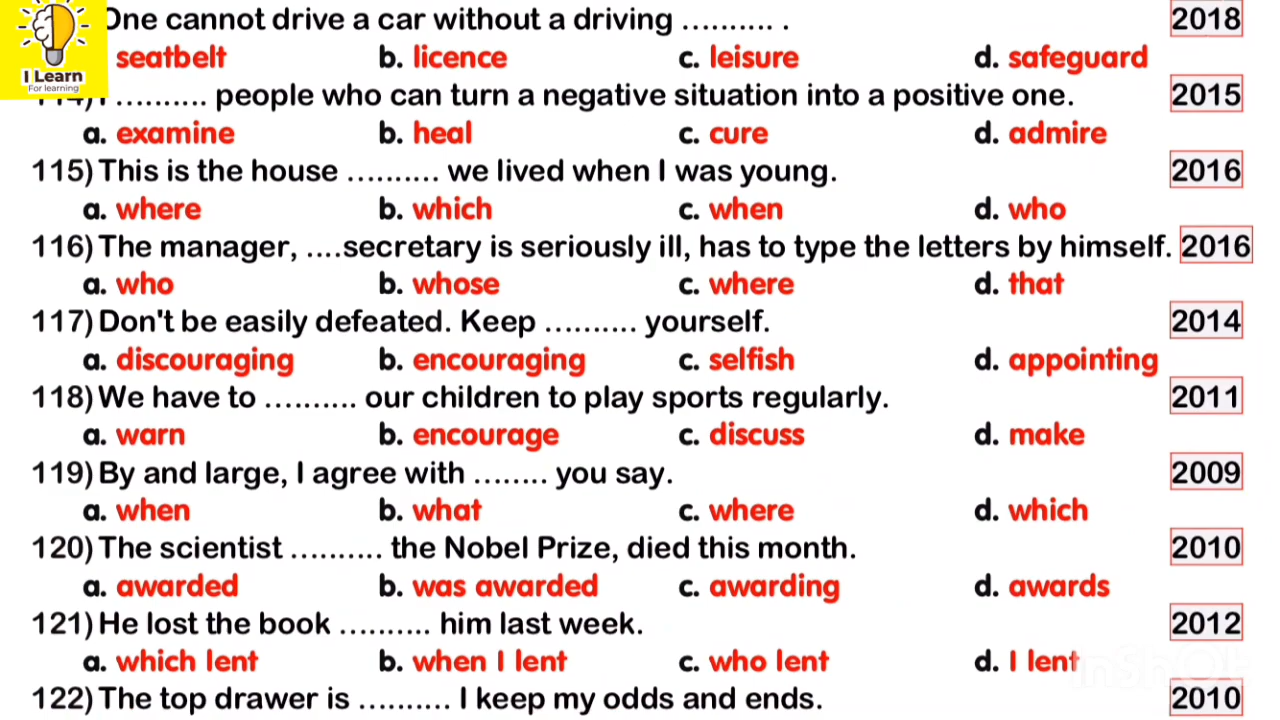 One cannot drive a car without a driving .......... . 2018
seatbelt b. licence c. leisure d. safeguard
I Learn
For learning
114) I .......... people who can turn a negative situation into a positive one. 2015
a. examine b. heal c. cure d. admire
115) This is the house .......... we lived when I was young. 2016
a. where b. which c. when d. who
116) The manager, ....secretary is seriously ill, has to type the letters by himself. 2016
a. who b. whose c. where d. that
117) Don't be easily defeated. Keep .......... yourself. 2014
a. discouraging b. encouraging c. selfish d. appointing
118) We have to .......... our children to play sports regularly. 2011
a. warn b. encourage c. discuss d. make
119) By and large, I agree with ........ you say. 2009
a. when b. what c. where d. which
120) The scientist .......... the Nobel Prize, died this month. 2010
a. awarded b. was awarded c. awarding d. awards
121) He lost the book .......... him last week. 2012
a. which lent b. when I lent c. who lent d. I lent
InShOt
122) The top drawer is .......... I keep my odds and ends. 2010